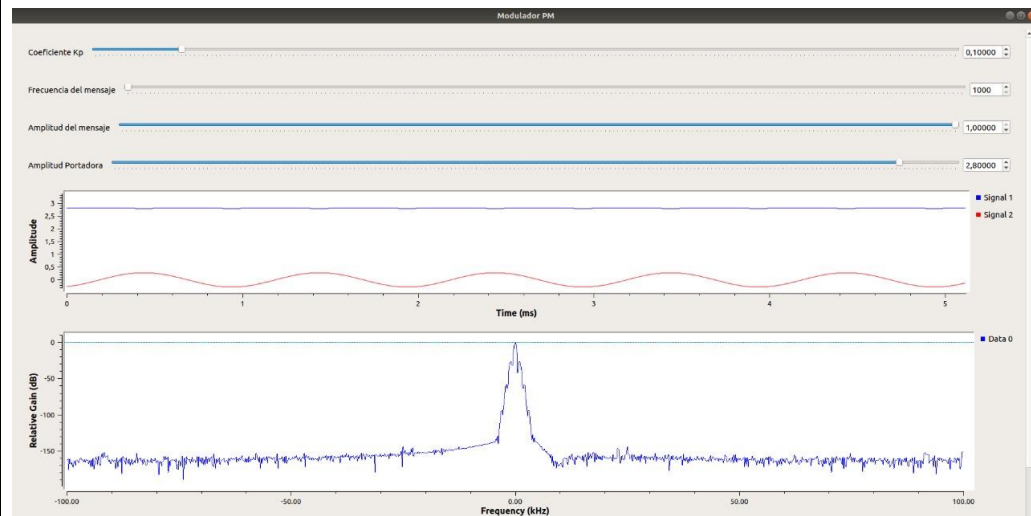 Modulador PM
Coeficiente Kp 0,10000
Frecuencia del mensaje 1000
Amplitud del mensaje 1,00000
Amplitud Portadora 2,80000
Signal 1
Signal 2
Amplitude
3
2,5
2
1,5
1
0,5
0
0 1 2 3 4 5
Time (ms)
Data 0
Relative Gain (dB)
0
-50
-100
-150
-100.00 -50.00 0.00 50.00 100.00
Frequency (kHz)